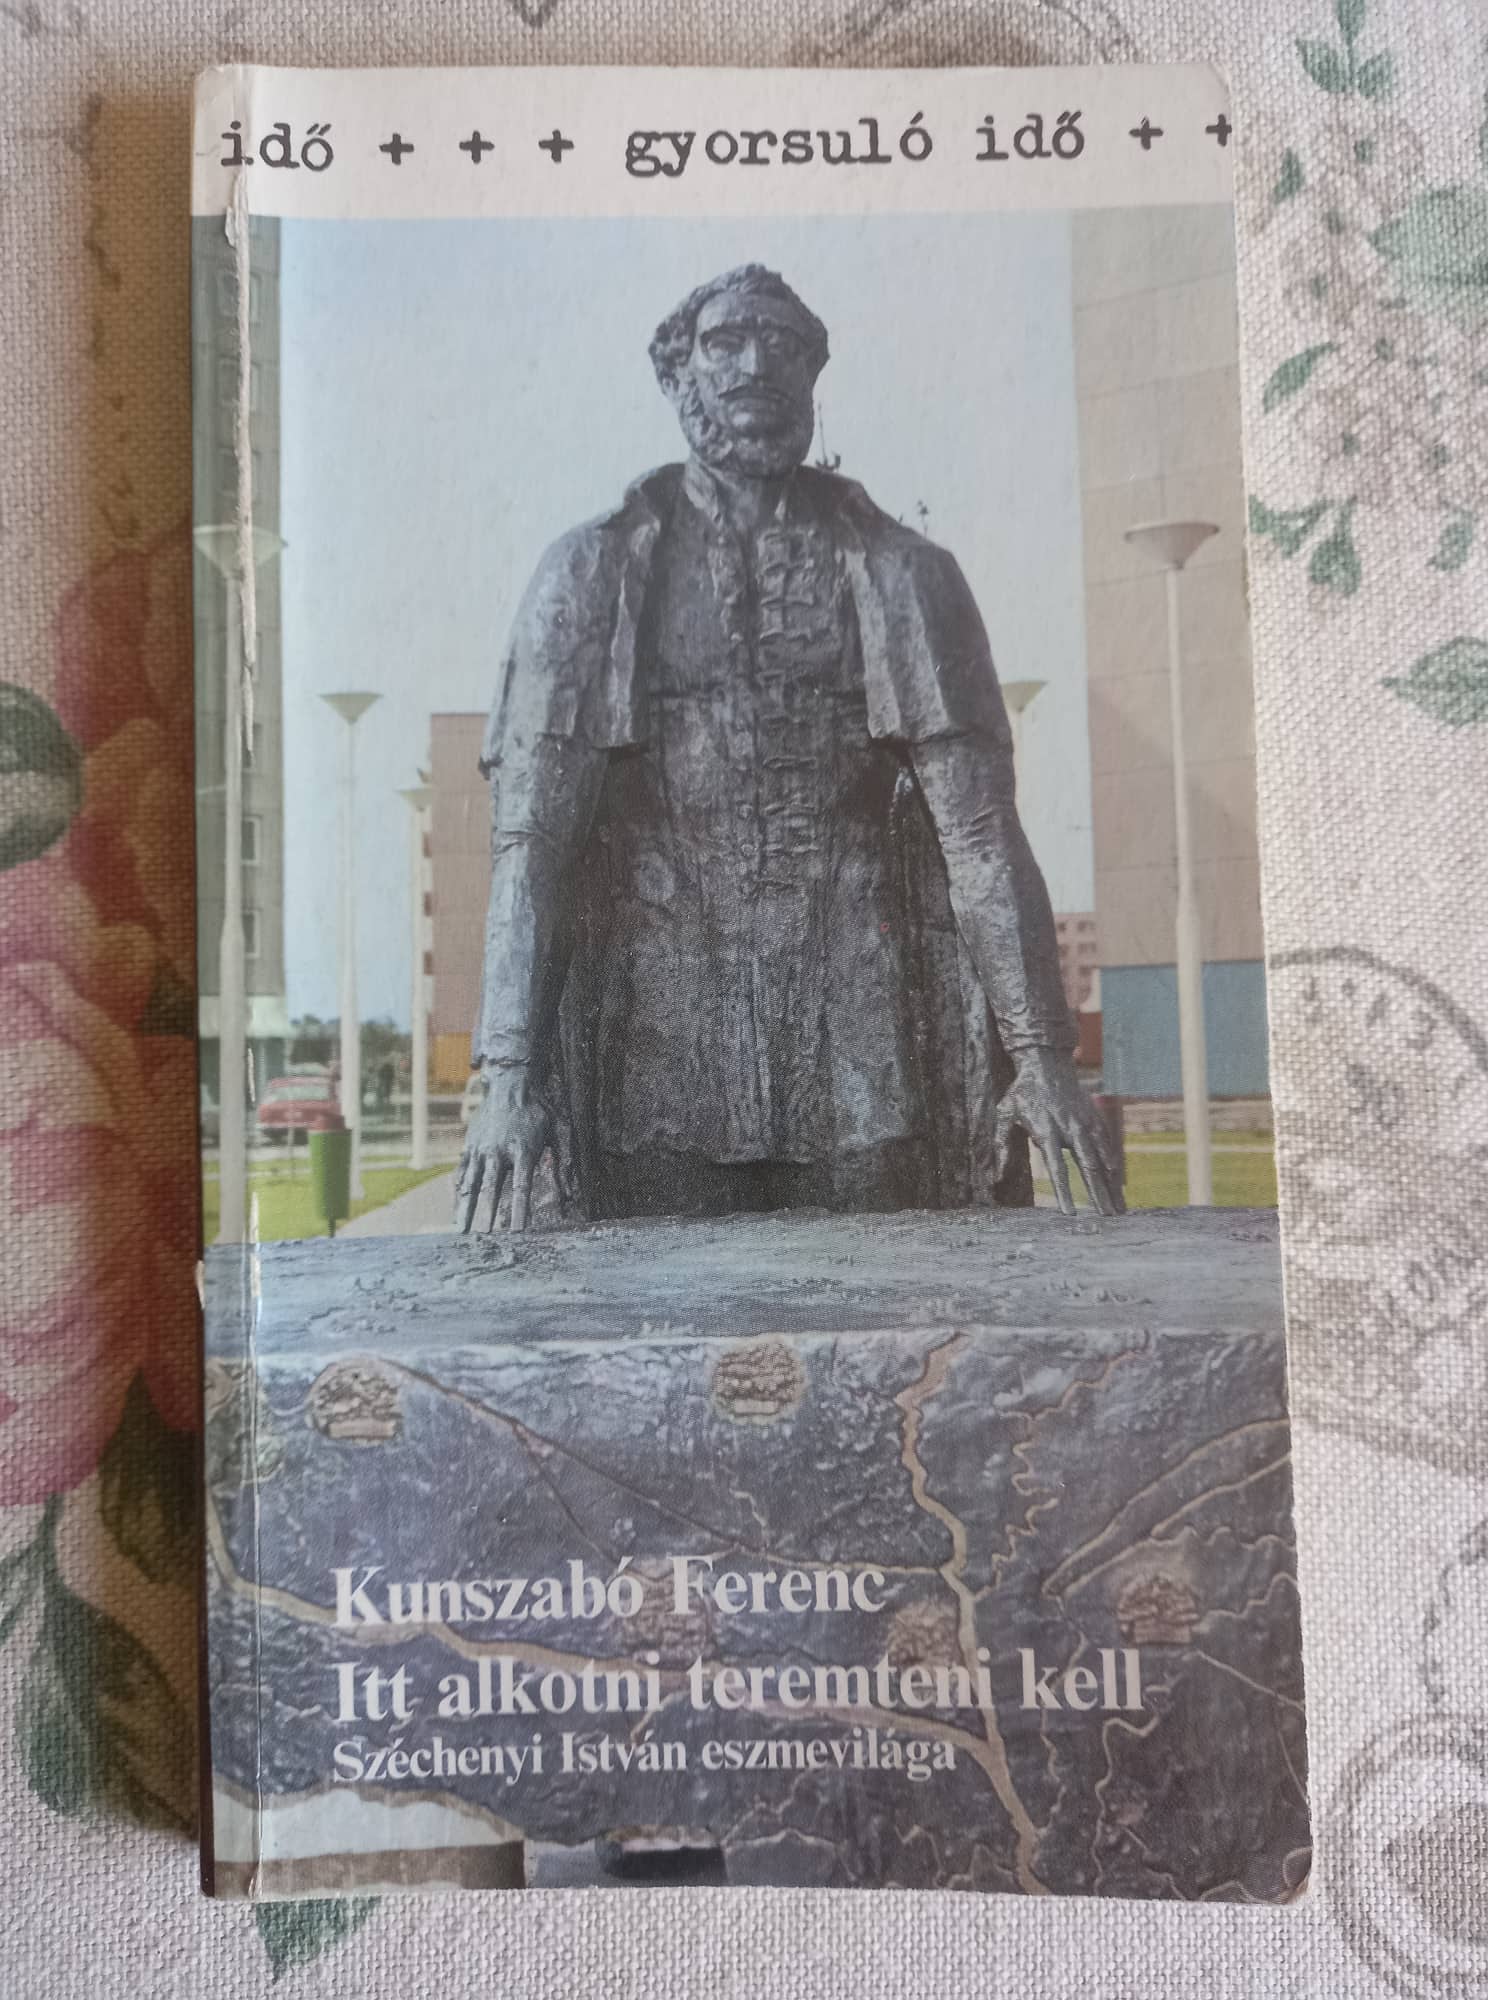 idő + + + gyorsuló idő + +
Kunszabó Ferenc
Itt alkotni teremteni kell
Széchenyi István eszmevilága